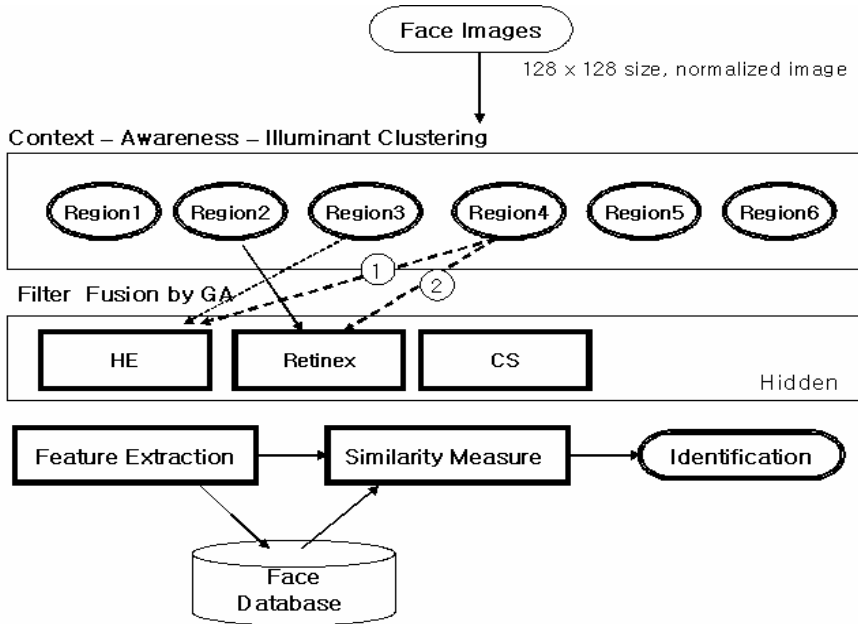 Face Images
128 x 128 size, normalized image
Context – Awareness – Illuminant Clustering
Region1 Region2 Region3 Region4 Region5 Region6
1
2
Filter Fusion by GA
HE Retinex CS
Hidden
Feature Extraction Similarity Measure Identification
Face
Database